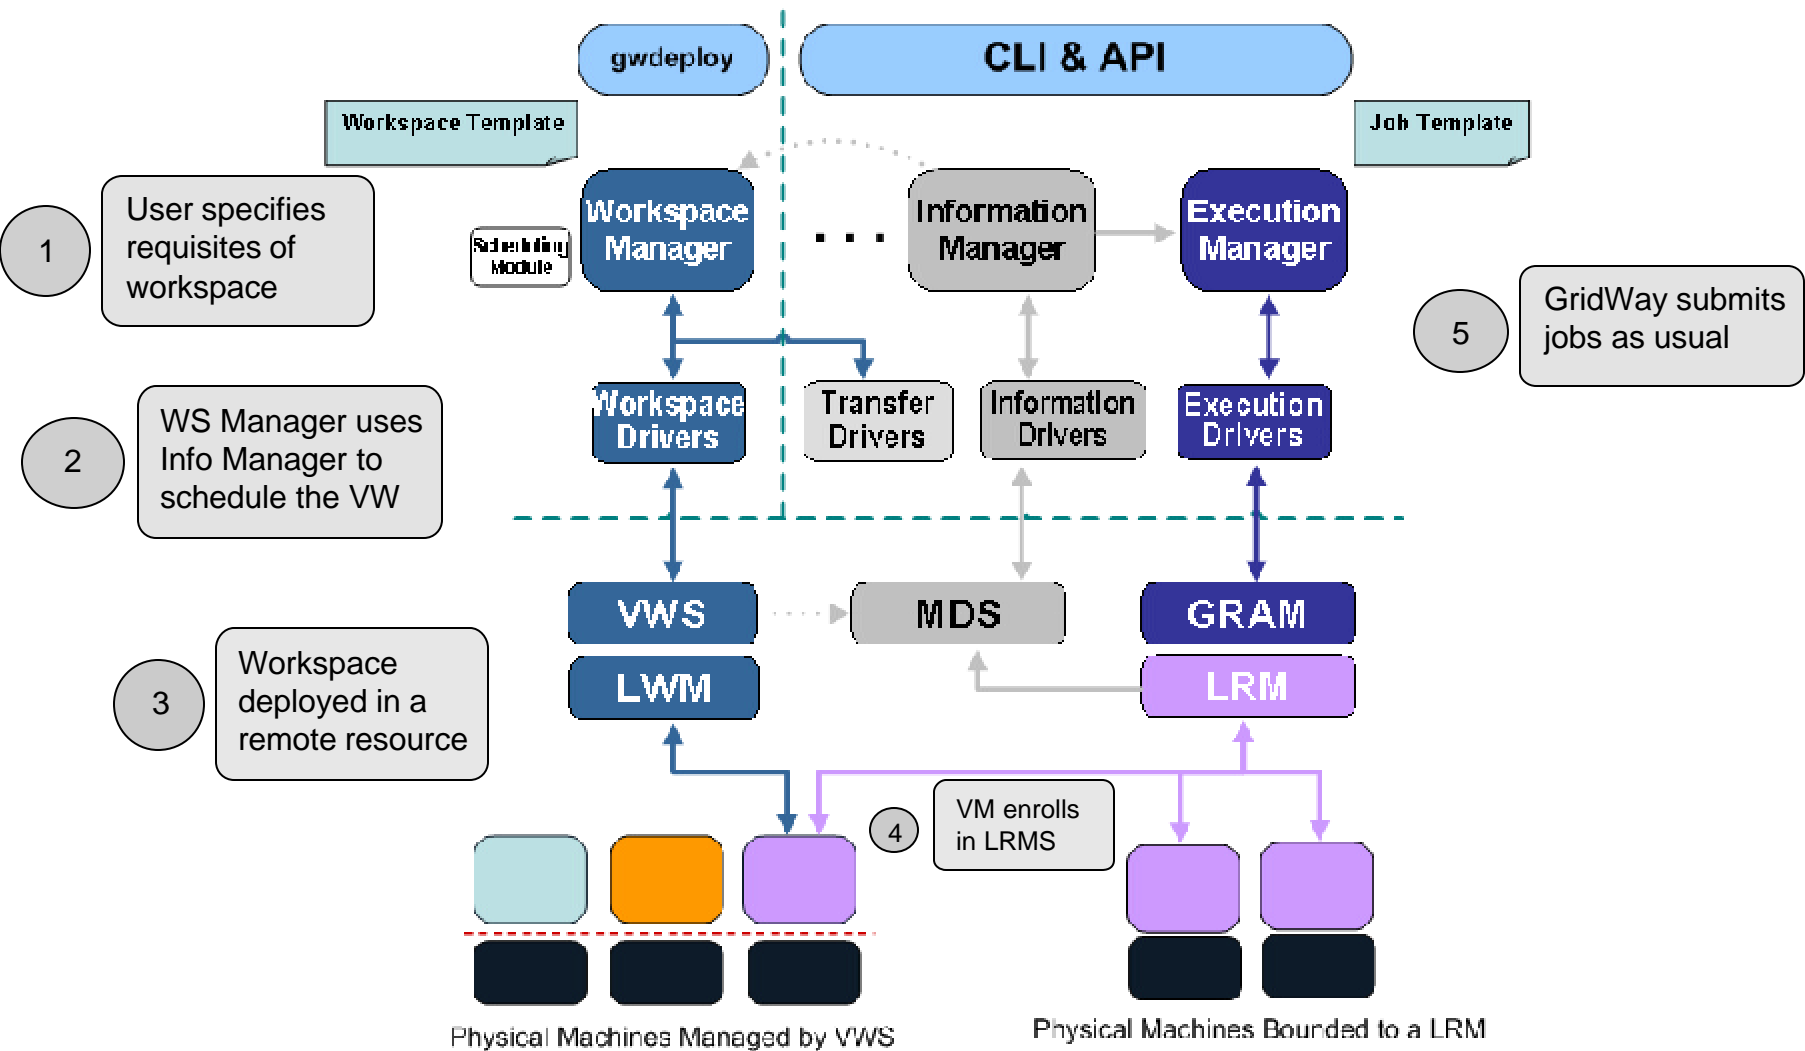 gwdeploy
CLI & API
Workspace Template
Job Template
1
User specifies
requisites of
workspace
Scheduling
Module
Workspace
Manager
. . .
Information
Manager
Execution
Manager
5
GridWay submits
jobs as usual
2
WS Manager uses
Info Manager to
schedule the VW
Workspace
Drivers
Transfer
Drivers
Information
Drivers
Execution
Drivers
VWS
MDS
GRAM
3
Workspace
deployed in a
remote resource
LWM
LRM
4
VM enrolls
in LRMS
Physical Machines Managed by VWS
Physical Machines Bounded to a LRM